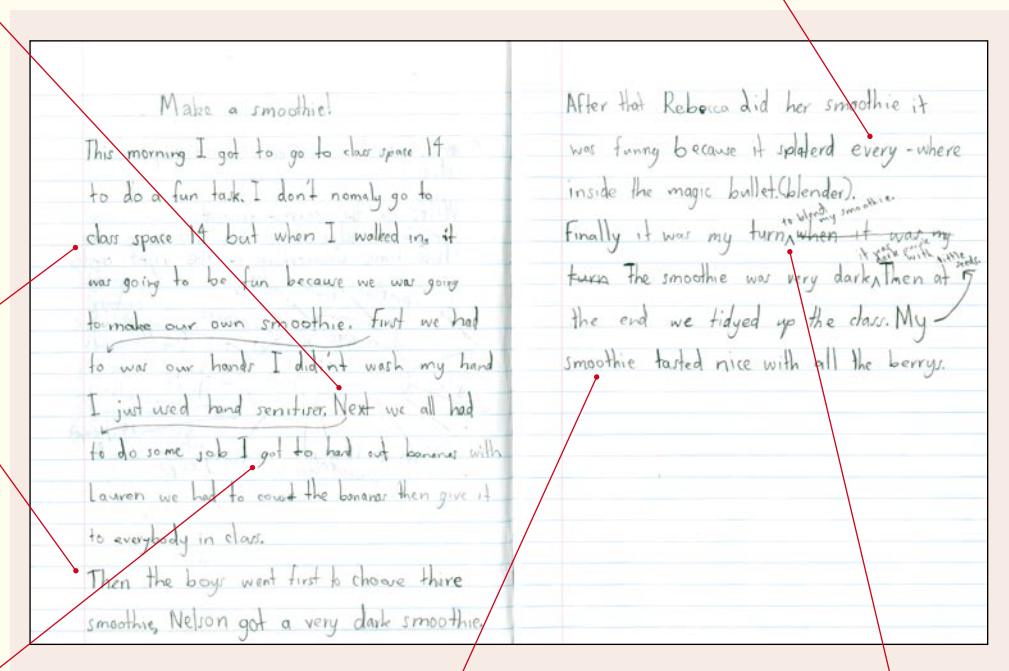 Make a smoothie!
This morning I got to go to class space 14
to do a fun task. I don't nomaly go to
class space 14 but when I walked in, it
was going to be fun because we was going
to make our own smoothie. First we had
to was our hands I didn't wash my hand
I just used hand senitiser. Next we all had
to do some job I got to hand out bananas with
Lauren we had to count the bananas then give it
to everybody in class.
Then the boys went first to choose thire
smoothie, Nelson got a very dark smoothie,
After that Rebecca did her smoothie it
was funny because it splaterd every-where
inside the magic bullet.(blender).
to blend my smoothie.
Finally it was my turn ^ when it was my
it was dark purple with little seeds.
turn The smoothie was very dark ^ Then at
the end we tidyed up the class. My
smoothie tasted nice with all the berrys.